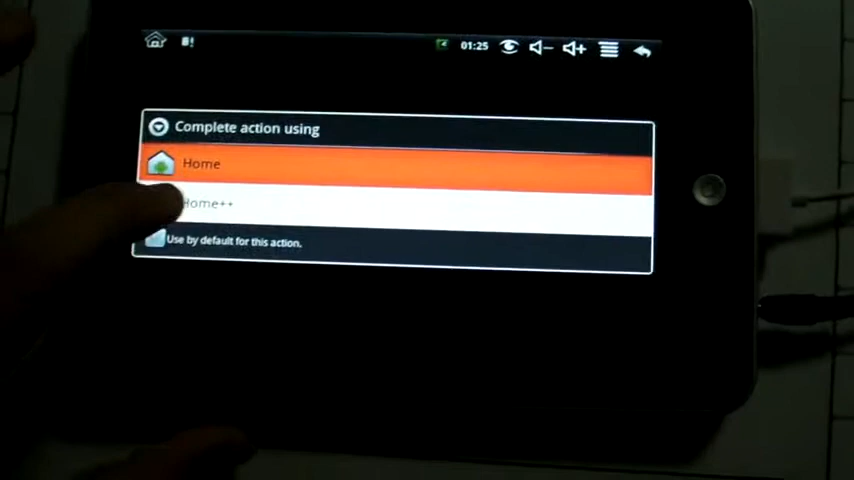 01:25
Complete action using
Home
Home++
Use by default for this action.